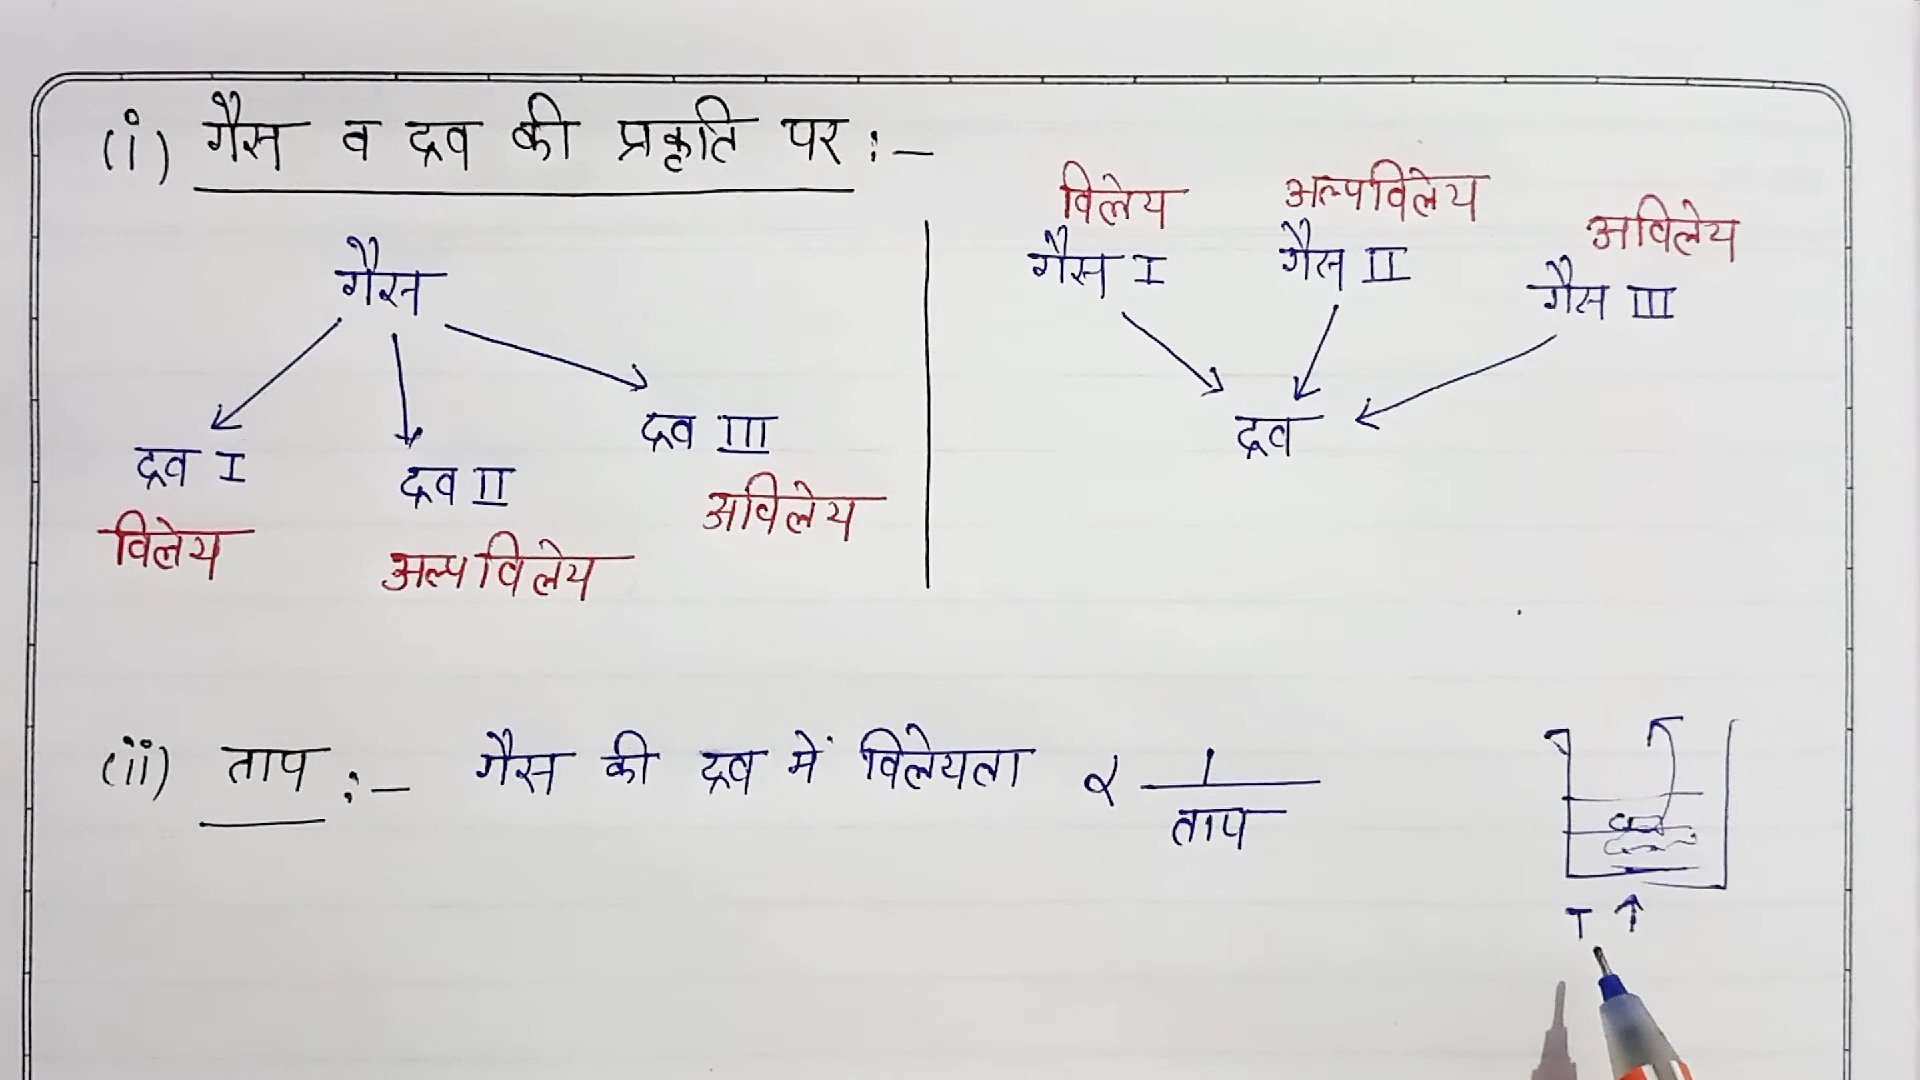 (i) गैस व द्रव की प्रकृति पर :-
गैस
द्रव I
द्रव II
द्रव III
विलेय
अल्पविलेय
अविलेय
विलेय
अल्पविलेय
अविलेय
गैस I
गैस II
गैस III
द्रव
(ii) ताप :- गैस की द्रव में विलेयता ∝ 1/ताप
T ↑